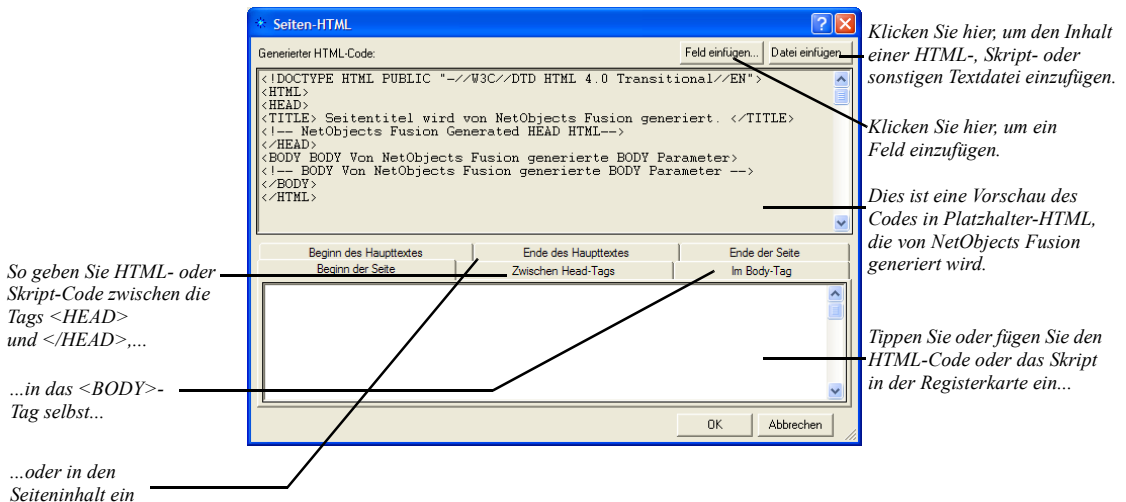 Seiten-HTML
Generierter HTML-Code:
Feld einfügen...
Datei einfügen...
<!DOCTYPE HTML PUBLIC "-//W3C//DTD HTML 4.0 Transitional//EN">
<HTML>
<HEAD>
<TITLE> Seitentitel wird von NetObjects Fusion generiert. </TITLE>
<!-- NetObjects Fusion Generated HEAD HTML-->
</HEAD>
<BODY BODY Von NetObjects Fusion generierte BODY Parameter>
<!-- BODY Von NetObjects Fusion generierte BODY Parameter -->
</BODY>
</HTML>
Beginn des Haupttextes
Ende des Haupttextes
Ende der Seite
Beginn der Seite
Zwischen Head-Tags
Im Body-Tag
OK
Abbrechen
Klicken Sie hier, um den Inhalt
einer HTML-, Skript- oder
sonstigen Textdatei einzufügen.
Klicken Sie hier, um ein
Feld einzufügen.
Dies ist eine Vorschau des
Codes in Platzhalter-HTML,
die von NetObjects Fusion
generiert wird.
Tippen Sie oder fügen Sie den
HTML-Code oder das Skript
in der Registerkarte ein...
So geben Sie HTML- oder
Skript-Code zwischen die
Tags <HEAD>
und </HEAD>,...
...in das <BODY>-
Tag selbst...
...oder in den
Seiteninhalt ein